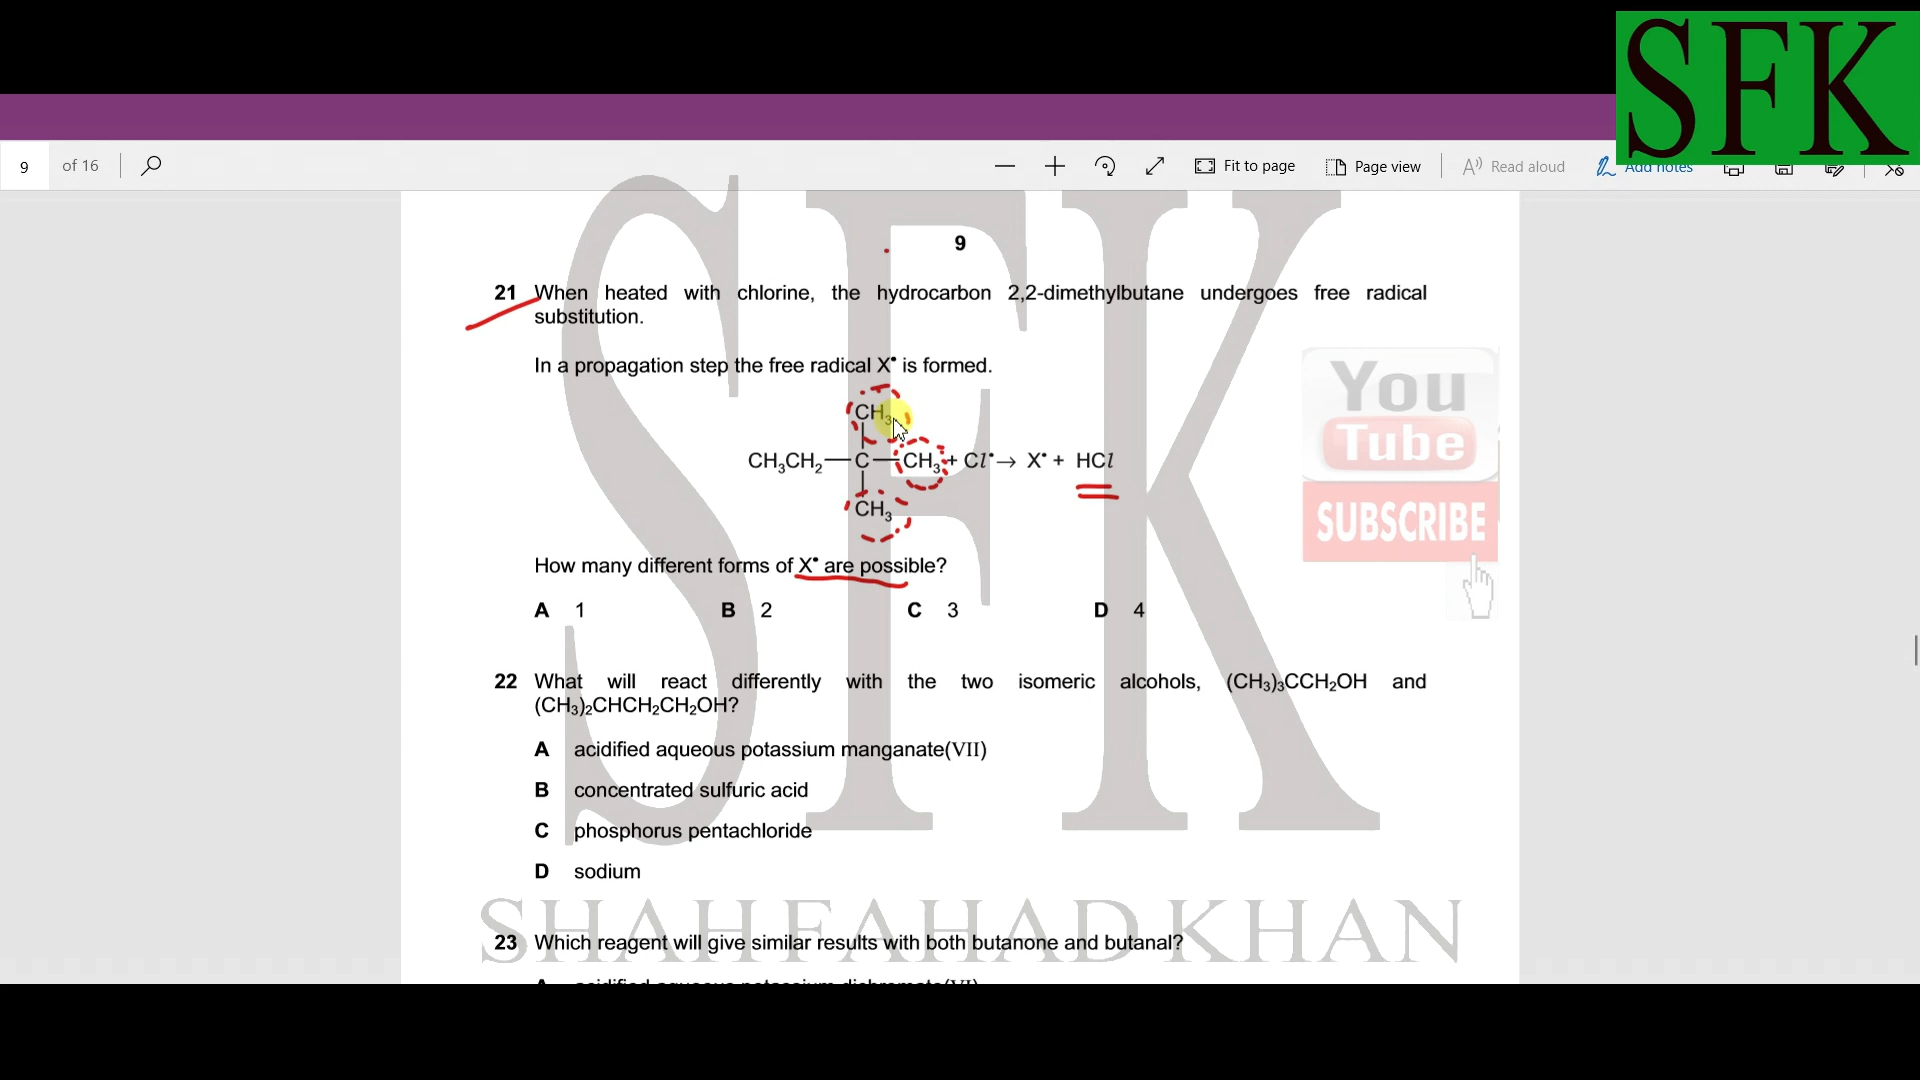 SFK
9 of 16
Fit to page
Page view
Read aloud
Add notes
9
21 When heated with chlorine, the hydrocarbon 2,2-dimethylbutane undergoes free radical
substitution.
In a propagation step the free radical X• is formed.
CH₃
CH₃CH₂—C—CH₃ + Cl• → X• + HCl
CH₃
How many different forms of X• are possible?
A 1 B 2 C 3 D 4
You
Tube
SUBSCRIBE
22 What will react differently with the two isomeric alcohols, (CH₃)₃CCH₂OH and
(CH₃)₂CHCH₂CH₂OH?
A acidified aqueous potassium manganate(VII)
B concentrated sulfuric acid
C phosphorus pentachloride
D sodium
SFK
SHAH FAHAD KHAN
23 Which reagent will give similar results with both butanone and butanal?